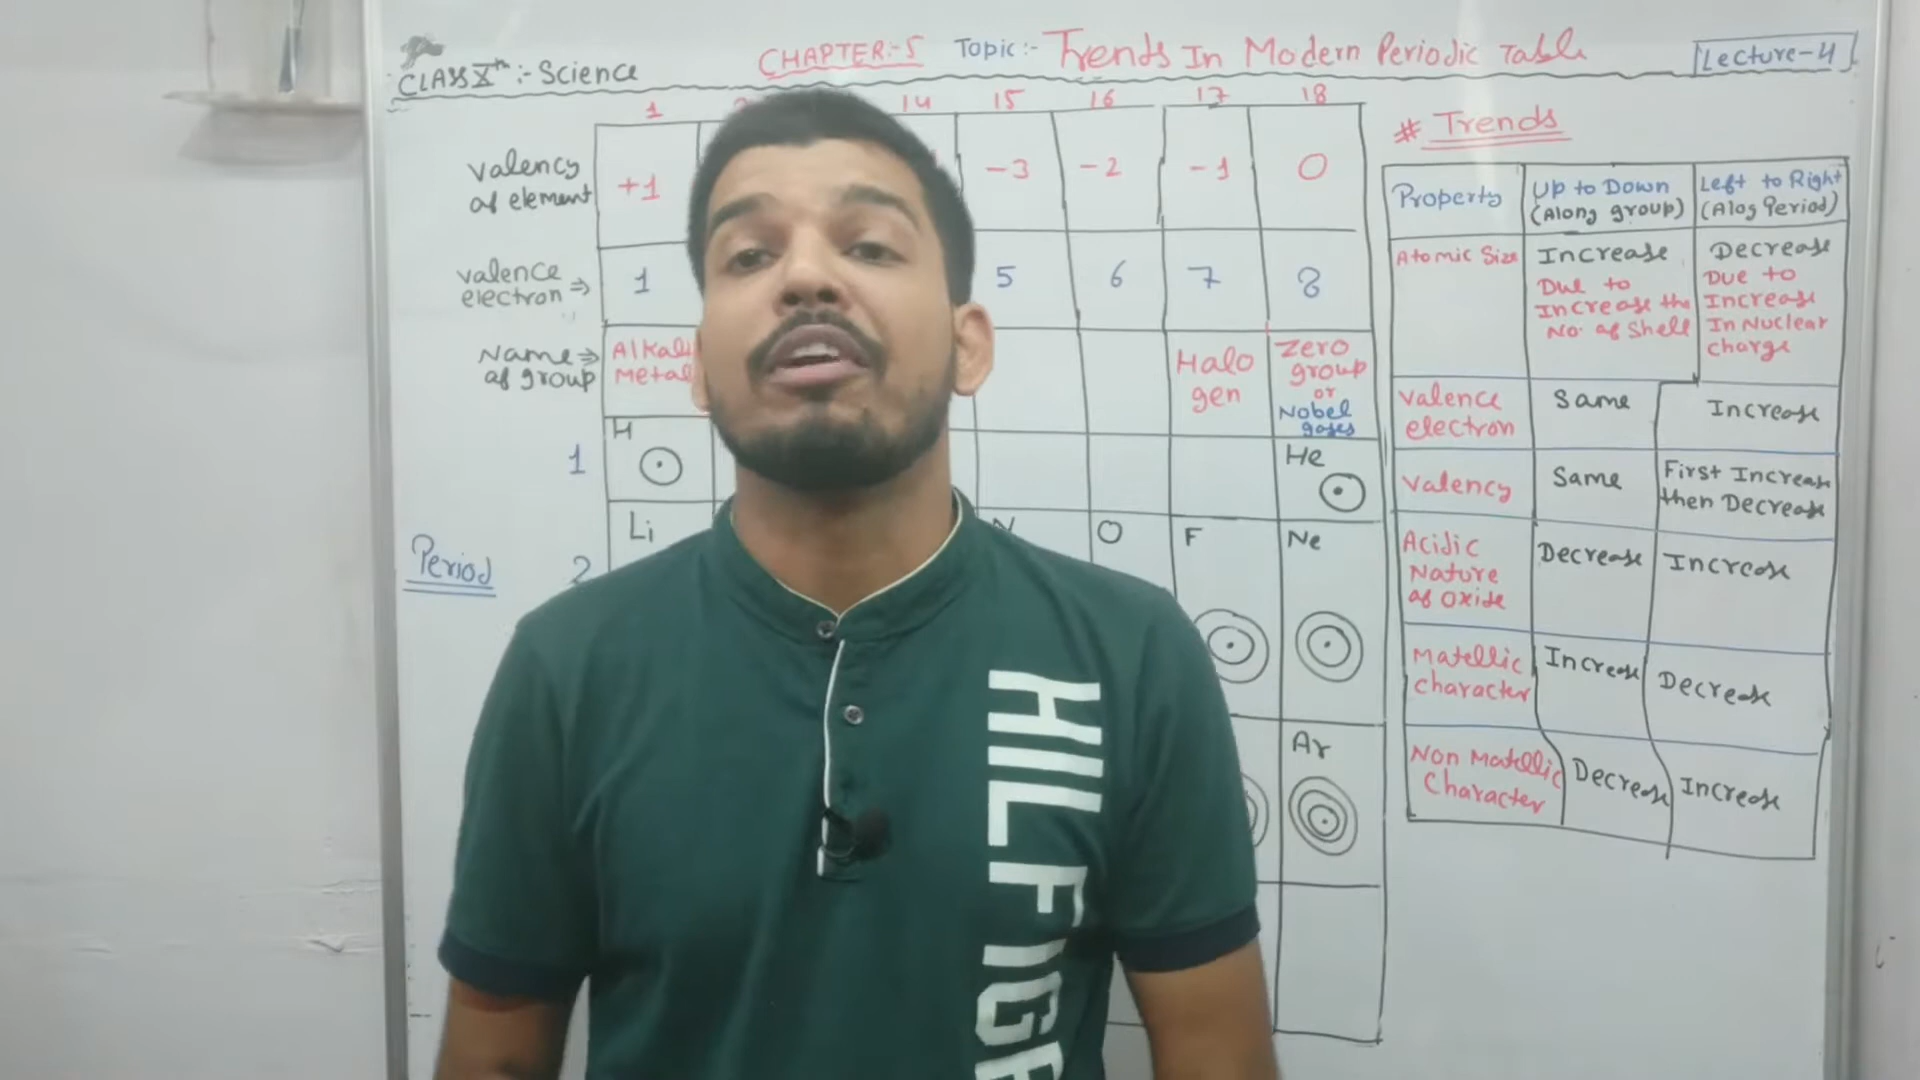 CLASS Xth :- Science
CHAPTER:-5 Topic:- Trends In Modern Periodic Table
Lecture-4
1 14 15 16 17 18
valency
of element
+1 -3 -2 -1 0
valence
electron ⇒
1 5 6 7 8
Name ⇒
of group
Alkali
Metal
Halo
gen
Zero
group
or
Nobel
gases
1
H
He
Period
2
Li
O
F
Ne
Ar
# Trends
Property
Up to Down
(Along group)
Left to Right
(Alog Period)
Atomic Size
Increase
Due to
Increase the
No. of Shell
Decrease
Due to
Increase
In Nuclear
charge
valence
electron
Same
Increase
valency
Same
First Increase
then Decrease
Acidic
Nature
of Oxide
Decrease
Increase
Matellic
character
Increase
Decrease
Non Matellic
Character
Decrease
Increase
HILFIG